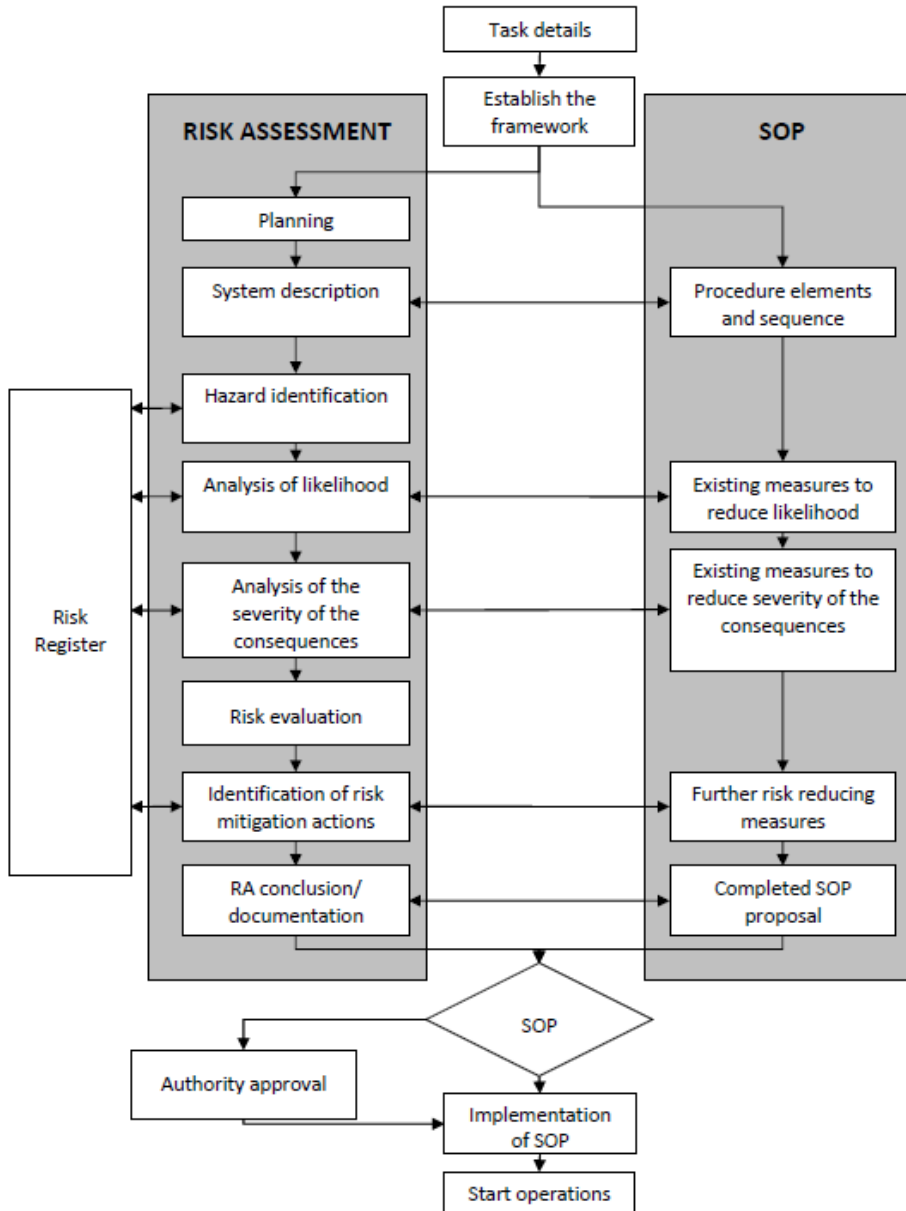 Task details
Establish the
framework
RISK ASSESSMENT
SOP
Planning
System description
Procedure elements
and sequence
Hazard identification
Analysis of likelihood
Existing measures to
reduce likelihood
Analysis of the
severity of the
consequences
Existing measures to
reduce severity of the
consequences
Risk
Register
Risk evaluation
Identification of risk
mitigation actions
Further risk reducing
measures
RA conclusion/
documentation
Completed SOP
proposal
SOP
Authority approval
Implementation
of SOP
Start operations